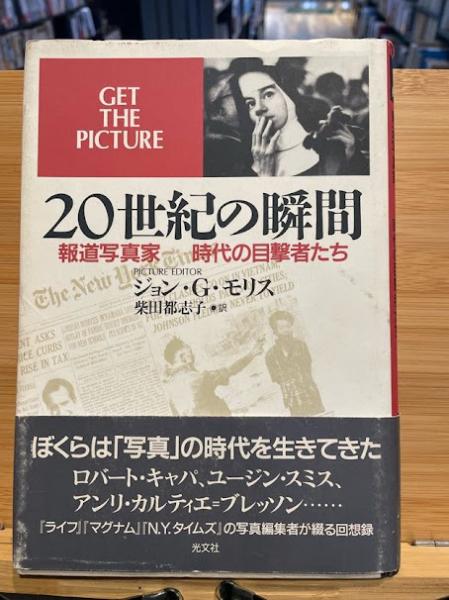 GET
THE
PICTURE
20世紀の瞬間
報道写真家 時代の目撃者たち
The New York Times
PICTURE EDITOR
ジョン・G・モリス
柴田都志子●訳
ぼくらは「写真」の時代を生きてきた
ロバート・キャパ、ユージン・スミス、
アンリ・カルティエ=ブレッソン……
『ライフ』『マグナム』『N.Y.タイムズ』の写真編集者が綴る回想録
光文社